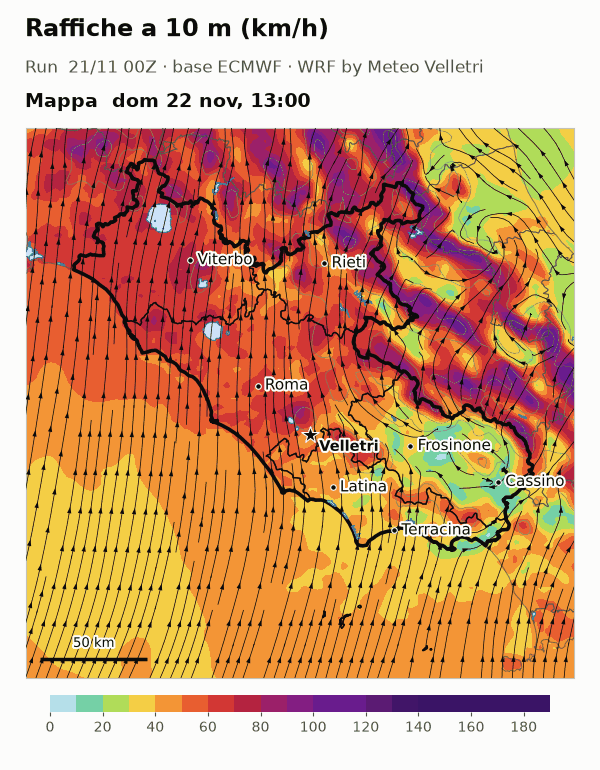 Raffiche a 10 m (km/h)
Run  21/11 00Z · base ECMWF · WRF by Meteo Velletri
Mappa  dom 22 nov, 13:00
Viterbo
Rieti
Roma
Velletri
Frosinone
Latina
Cassino
Terracina
50 km
0 20 40 60 80 100 120 140 160 180